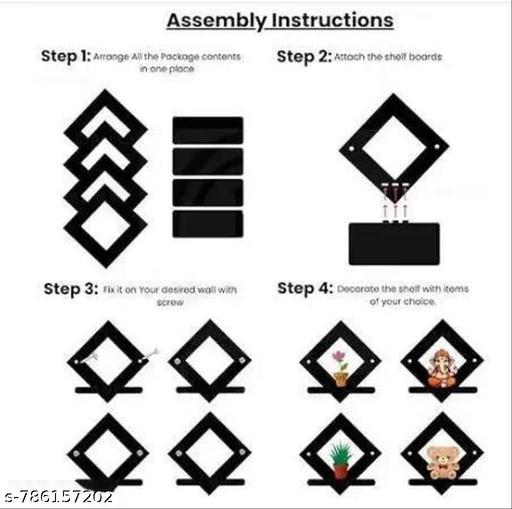 Assembly Instructions
Step 1: Arrange All the Package contents
in one place
Step 2: Attach the shelf boards
Step 3: Fix it on Your desired wall with
screw
Step 4: Decorate the shelf with items
of your choice.
s-786157202